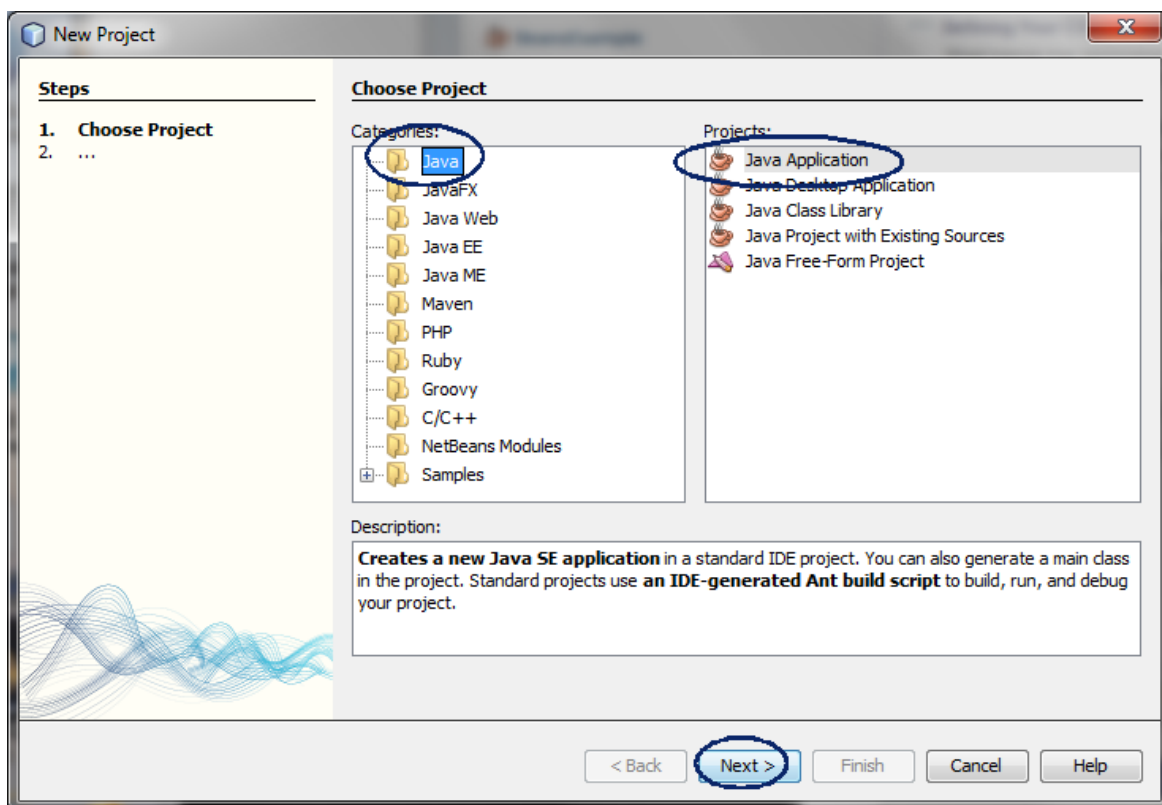 New Project
Steps
1. Choose Project
2. ...
Choose Project
Categories:
Java
JavaFX
Java Web
Java EE
Java ME
Maven
PHP
Ruby
Groovy
C/C++
NetBeans Modules
Samples
Projects:
Java Application
Java Desktop Application
Java Class Library
Java Project with Existing Sources
Java Free-Form Project
Description:
Creates a new Java SE application in a standard IDE project. You can also generate a main class
in the project. Standard projects use an IDE-generated Ant build script to build, run, and debug
your project.
< Back
Next >
Finish
Cancel
Help